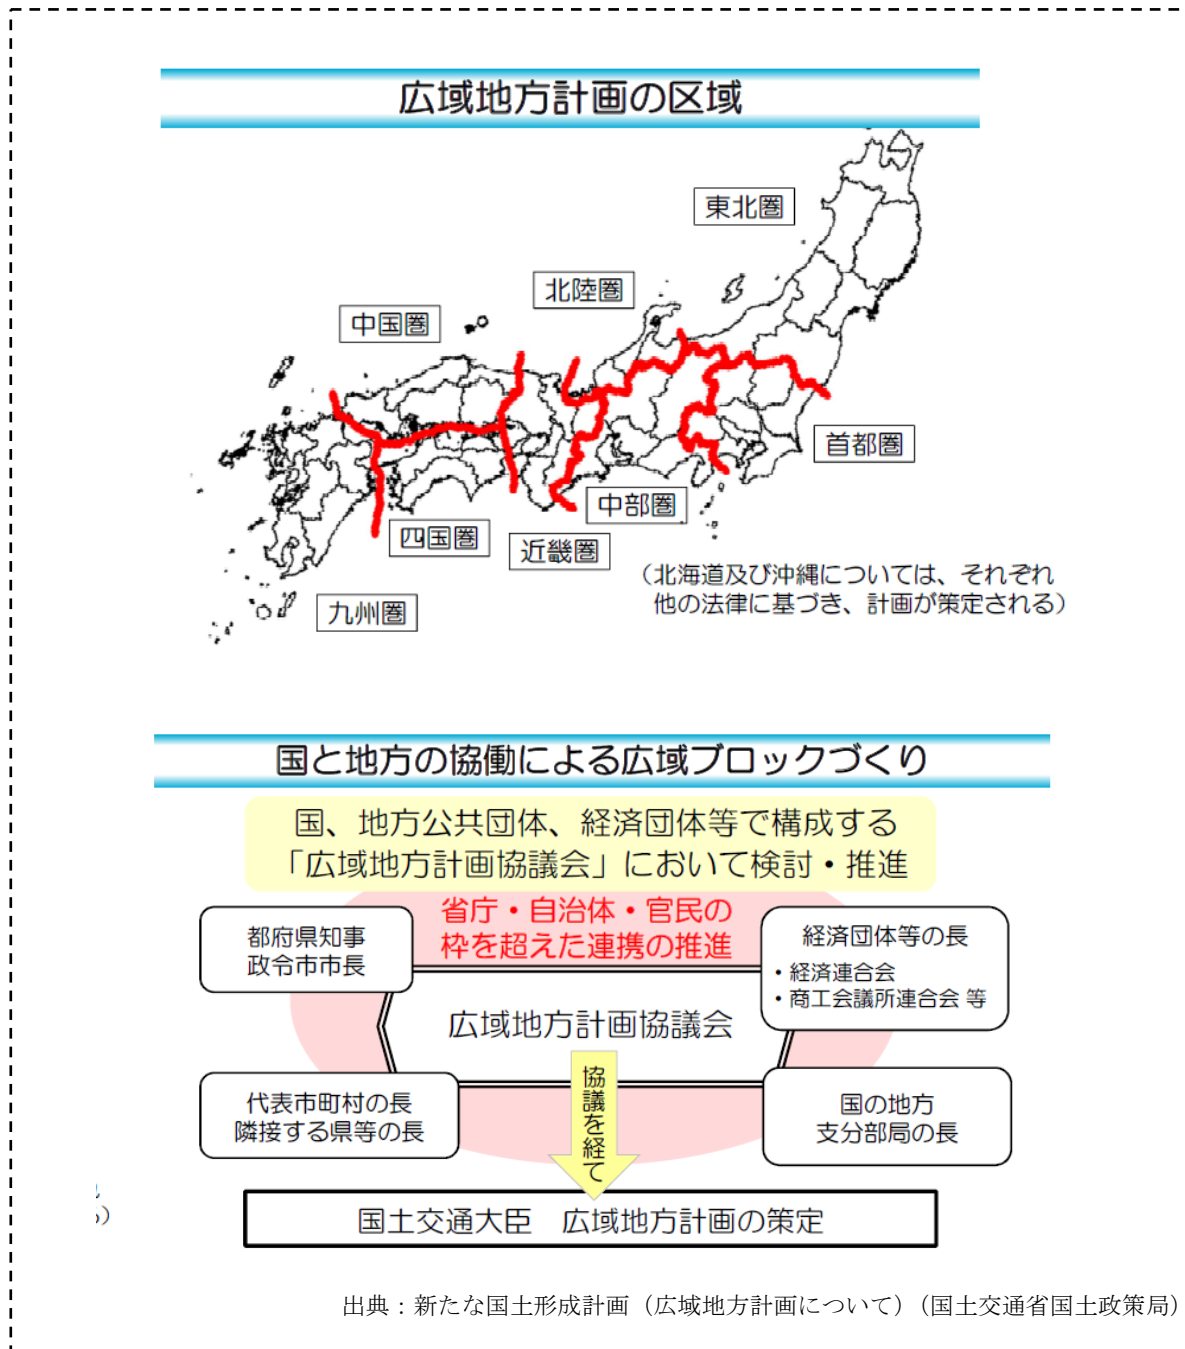 広域地方計画の区域
東北圏
北陸圏
中国圏
首都圏
中部圏
四国圏
近畿圏
九州圏
（北海道及び沖縄については、それぞれ
他の法律に基づき、計画が策定される）
国と地方の協働による広域ブロックづくり
国、地方公共団体、経済団体等で構成する
「広域地方計画協議会」において検討・推進
省庁・自治体・官民の
枠を超えた連携の推進
都府県知事
政令市市長
経済団体等の長
・経済連合会
・商工会議所連合会 等
広域地方計画協議会
協議を経て
代表市町村の長
隣接する県等の長
国の地方
支分部局の長
国土交通大臣　広域地方計画の策定
出典：新たな国土形成計画（広域地方計画について）（国土交通省国土政策局）